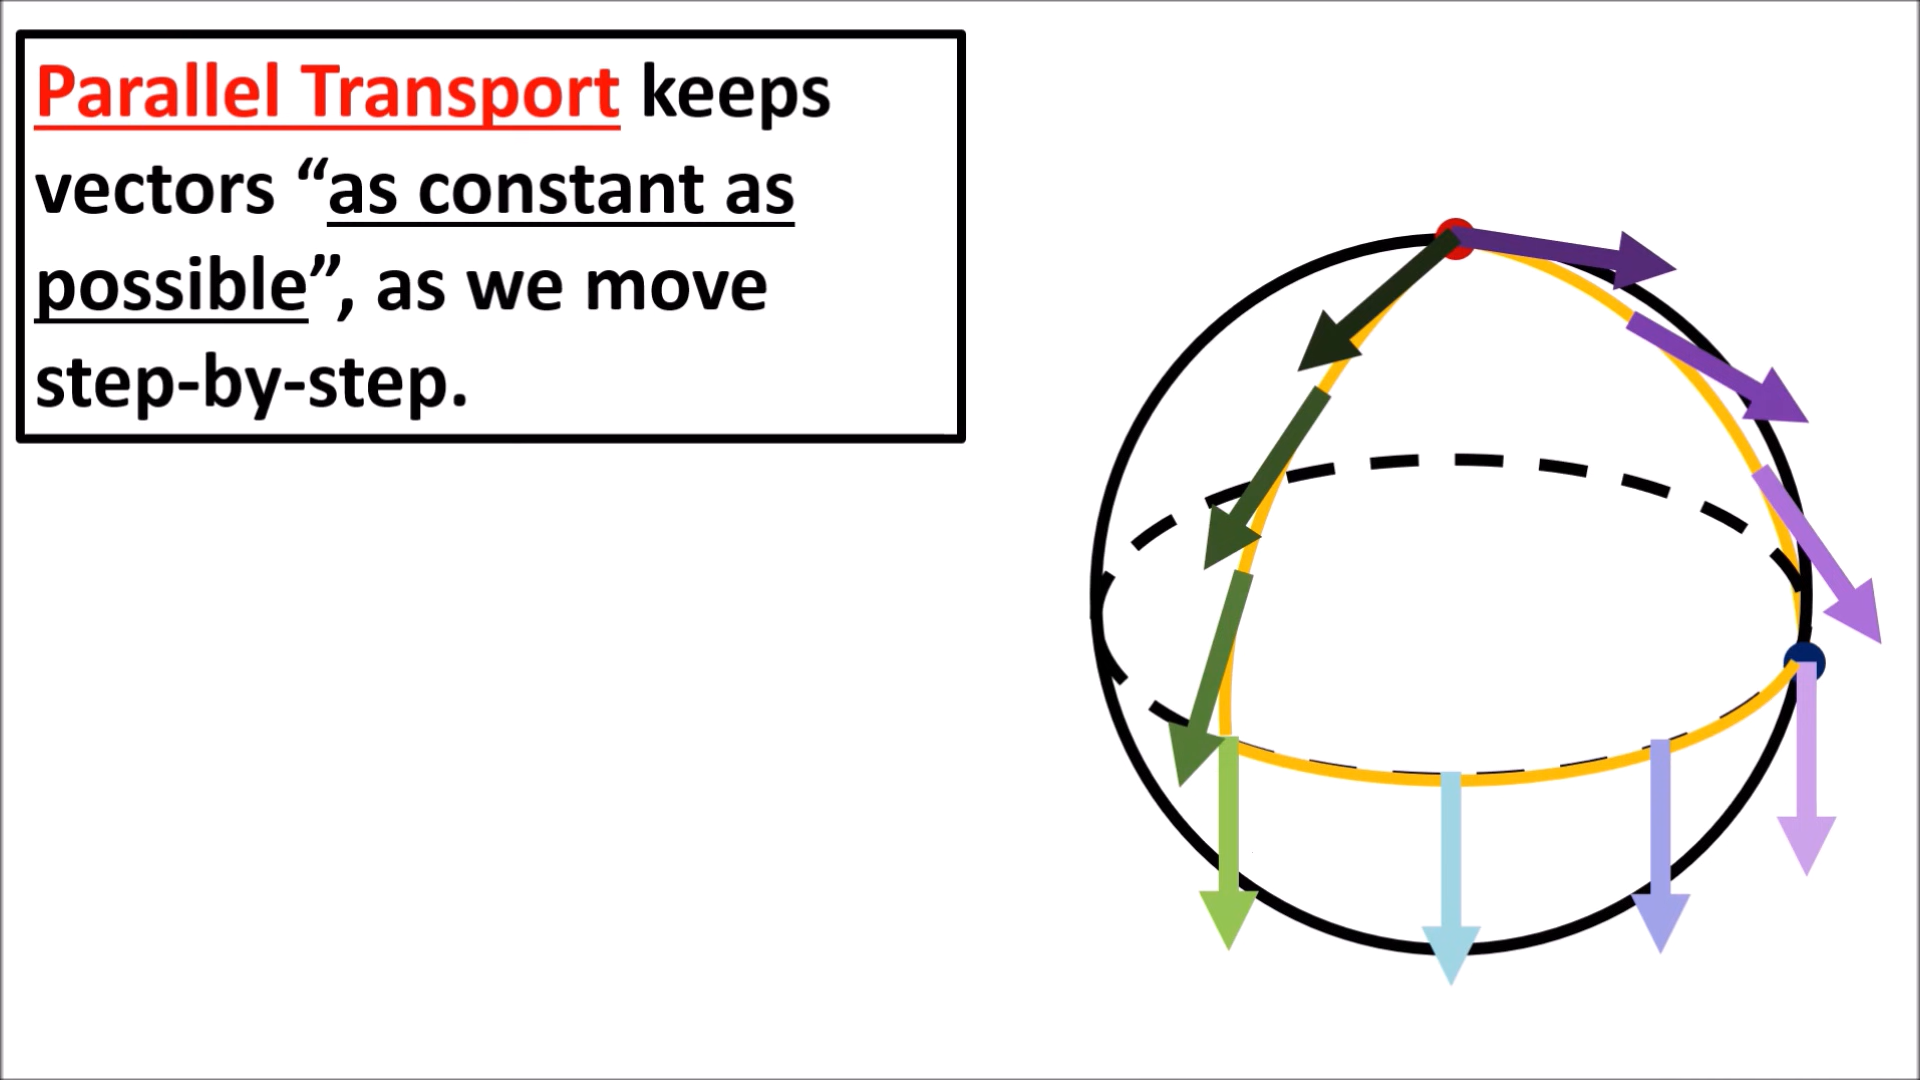 Parallel Transport keeps
vectors “as constant as
possible”, as we move
step-by-step.